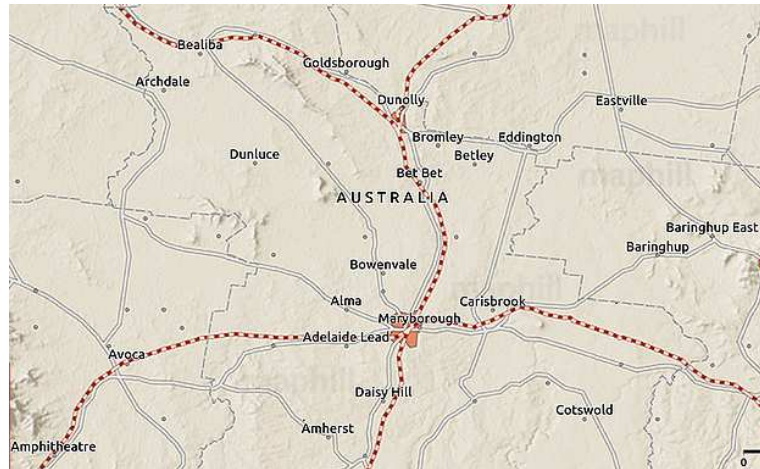 maphill
Bealiba
Goldsborough
Archdale
Dunolly
Eastville
Bromley
Eddington
Dunluce
Betley
Bet Bet
maphill
AUSTRALIA
Baringhup East
Baringhup
Bowenvale
maphill
Alma
Carisbrook
Maryborough
Adelaide Lead
Avoca
maphill
maphill
Daisy Hill
Cotswold
Amherst
Amphitheatre
0